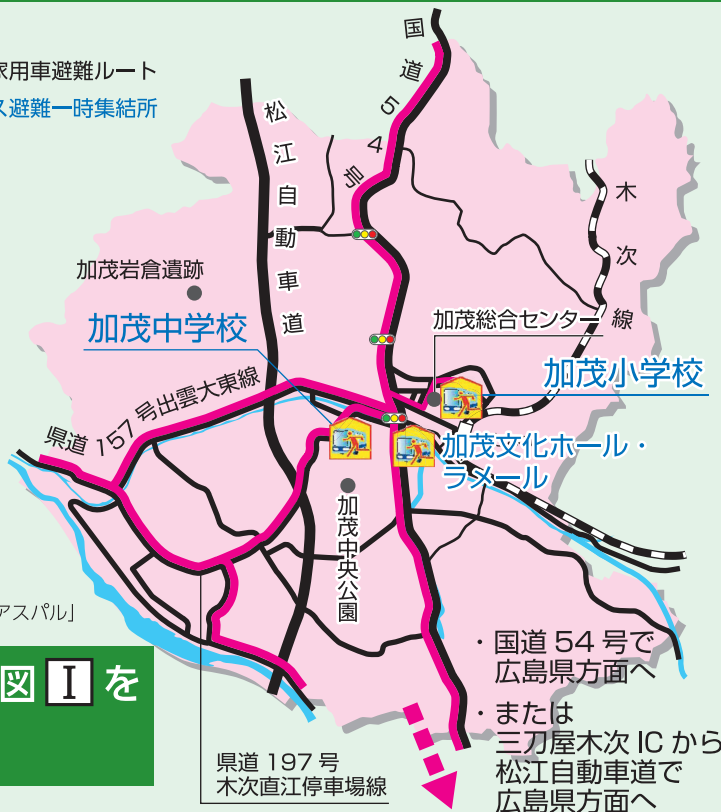 家用車避難ルート
ス避難一時集結所
国道54号
松江自動車道
木次線
加茂岩倉遺跡
加茂中学校
加茂総合センター
加茂小学校
県道157号出雲大東線
加茂文化ホール・
ラメール
加茂中央公園
アスパル」
図 I を
・国道54号で
広島県方面へ
・または
三刀屋木次ICから
松江自動車道で
広島県方面へ
県道197号
木次直江停車場線